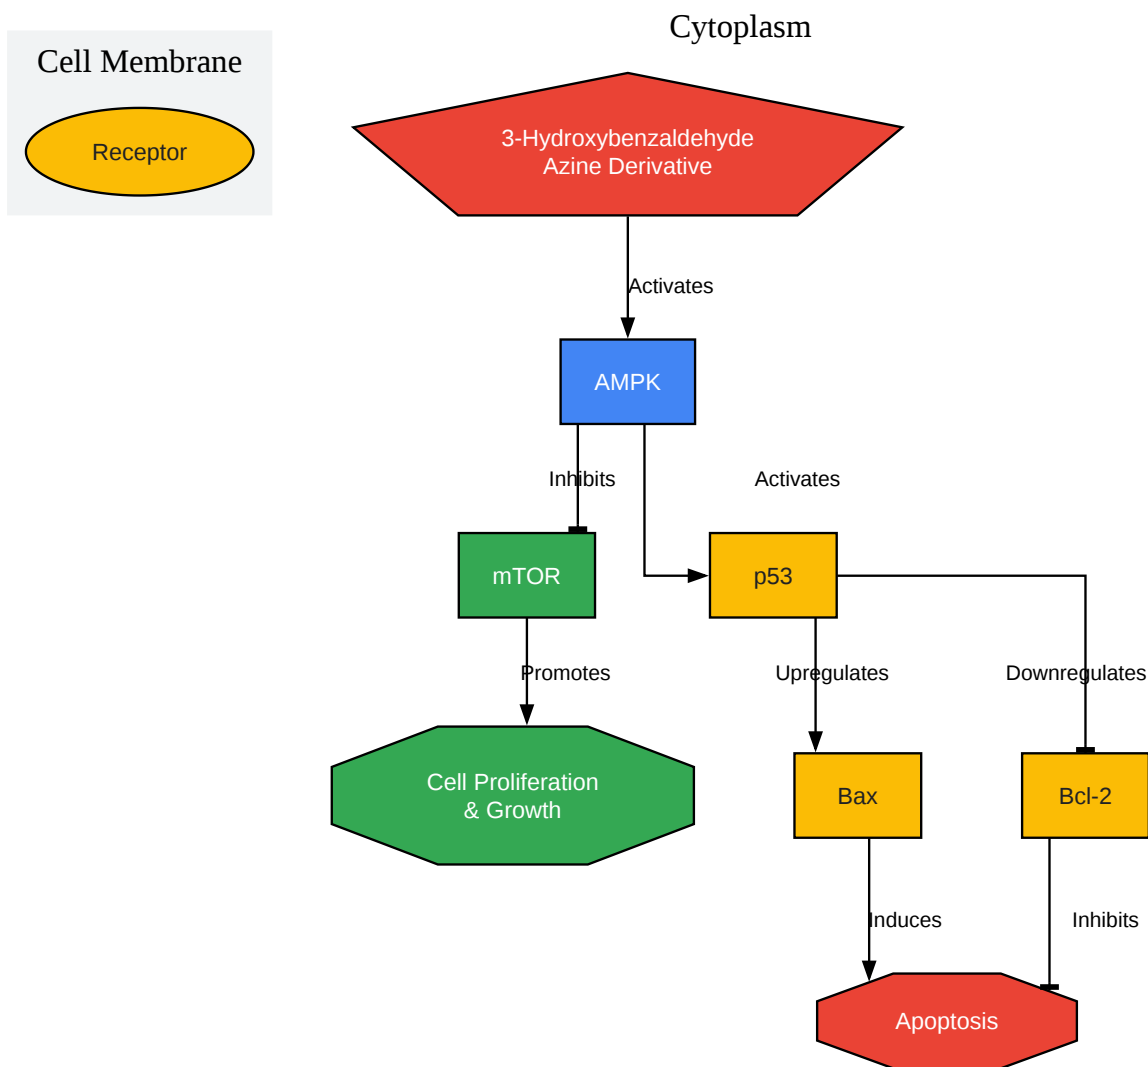 Cytoplasm
Cell Membrane
Receptor
3-Hydroxybenzaldehyde
Azine Derivative
Activates
AMPK
Inhibits
Activates
mTOR
p53
Promotes
Upregulates
Downregulates
Cell Proliferation
& Growth
Bax
Bcl-2
Induces
Inhibits
Apoptosis